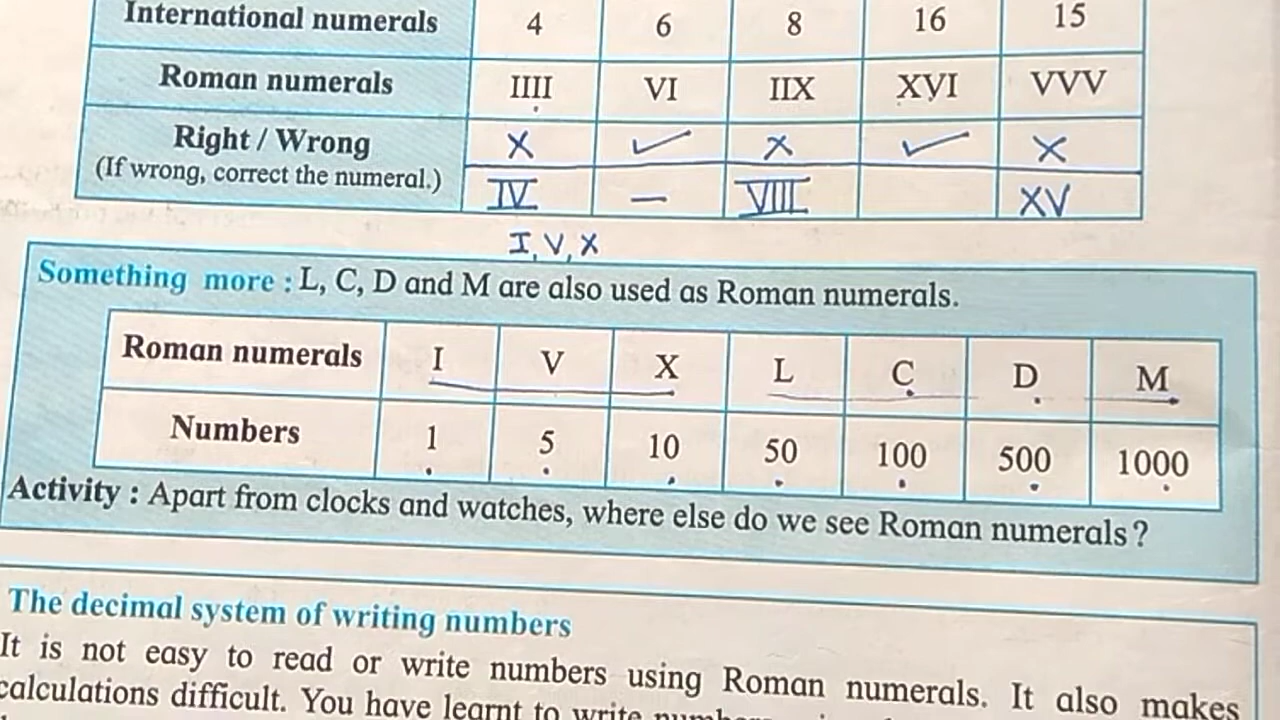 International numerals 4 6 8 16 15
Roman numerals IIII VI IIX XVI VVV
Right / Wrong × ✓ × ✓ ×
(If wrong, correct the numeral.) IV — VIII XV
I, V, X
Something more : L, C, D and M are also used as Roman numerals.
Roman numerals I V X L C D M
Numbers 1 5 10 50 100 500 1000
Activity : Apart from clocks and watches, where else do we see Roman numerals?
The decimal system of writing numbers
It is not easy to read or write numbers using Roman numerals. It also makes
calculations difficult. You have learnt to write